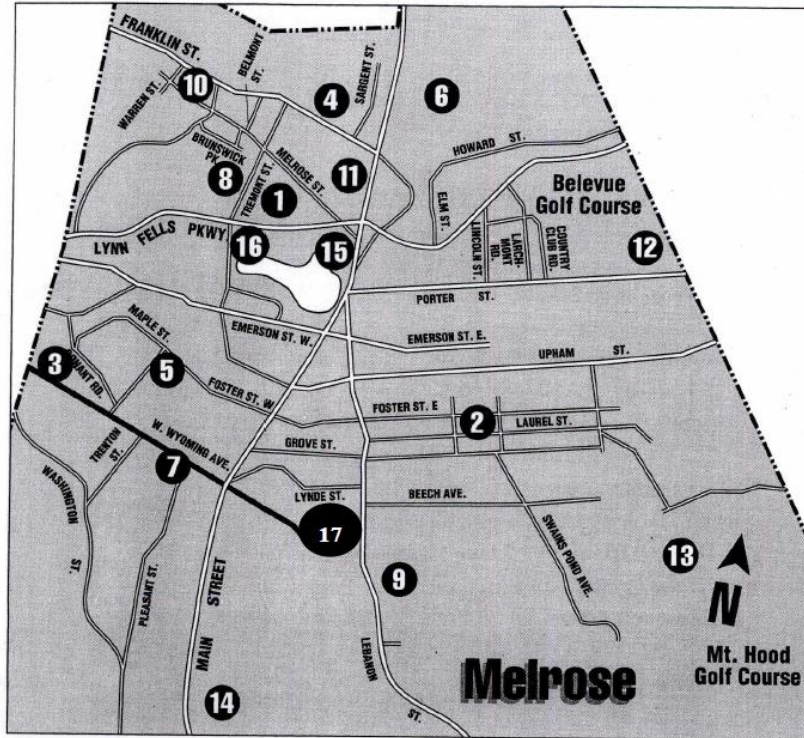 FRANKLIN ST.
BELMONT
ST.
SARGENT ST.
10
4
6
WARREN ST.
BRUNSWICK
PK.
MELROSE ST.
HOWARD ST.
8
TREMONT ST.
1
11
ELM ST.
Belevue
Golf Course
LYNN FELLS PKWY
16
15
LINCOLN ST.
LARCH-
MONT
RD.
COUNTRY
CLUB RD.
12
PORTER ST.
MAPLE ST.
EMERSON ST. W.
EMERSON ST. E.
UPHAM ST.
3
RD.
5
FOSTER ST. W.
FOSTER ST. E
2
LAUREL ST.
TRENTON
ST.
W. WYOMING AVE.
GROVE ST.
7
WASHINGTON
ST.
LYNDE ST.
BEECH AVE.
17
SWAINS POND AVE.
13
N
PLEASANT ST.
MAIN STREET
9
LEBANON
ST.
Melrose
Mt. Hood
Golf Course
14